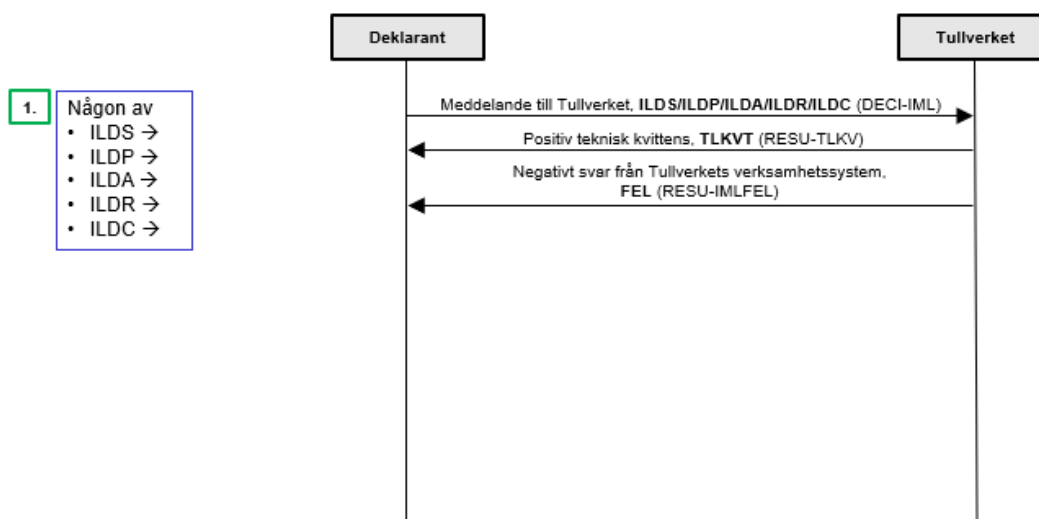 Deklarant
Tullverket
1.
Någon av
• ILDS →
• ILDP →
• ILDA →
• ILDR →
• ILDC →
Meddelande till Tullverket, ILDS/ILDP/ILDA/ILDR/ILDC (DECI-IML)
Positiv teknisk kvittens, TLKVT (RESU-TLKV)
Negativt svar från Tullverkets verksamhetssystem,
FEL (RESU-IMLFEL)